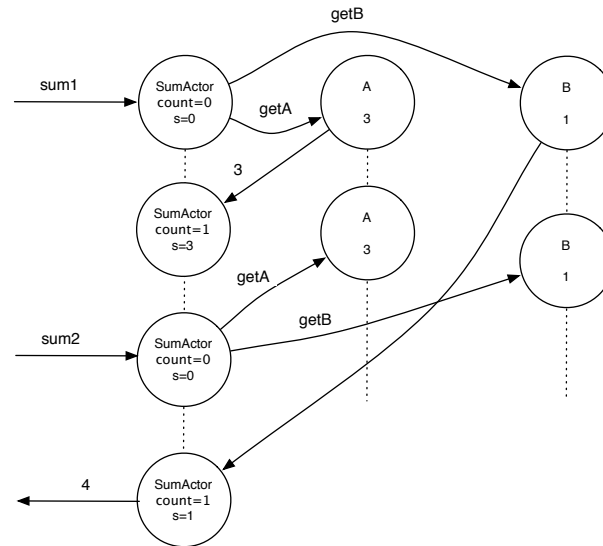 getB
sum1
SumActor
count=0
s=0
getA
A
3
B
1
3
SumActor
count=1
s=3
A
3
B
1
getA
getB
sum2
SumActor
count=0
s=0
4
SumActor
count=1
s=1